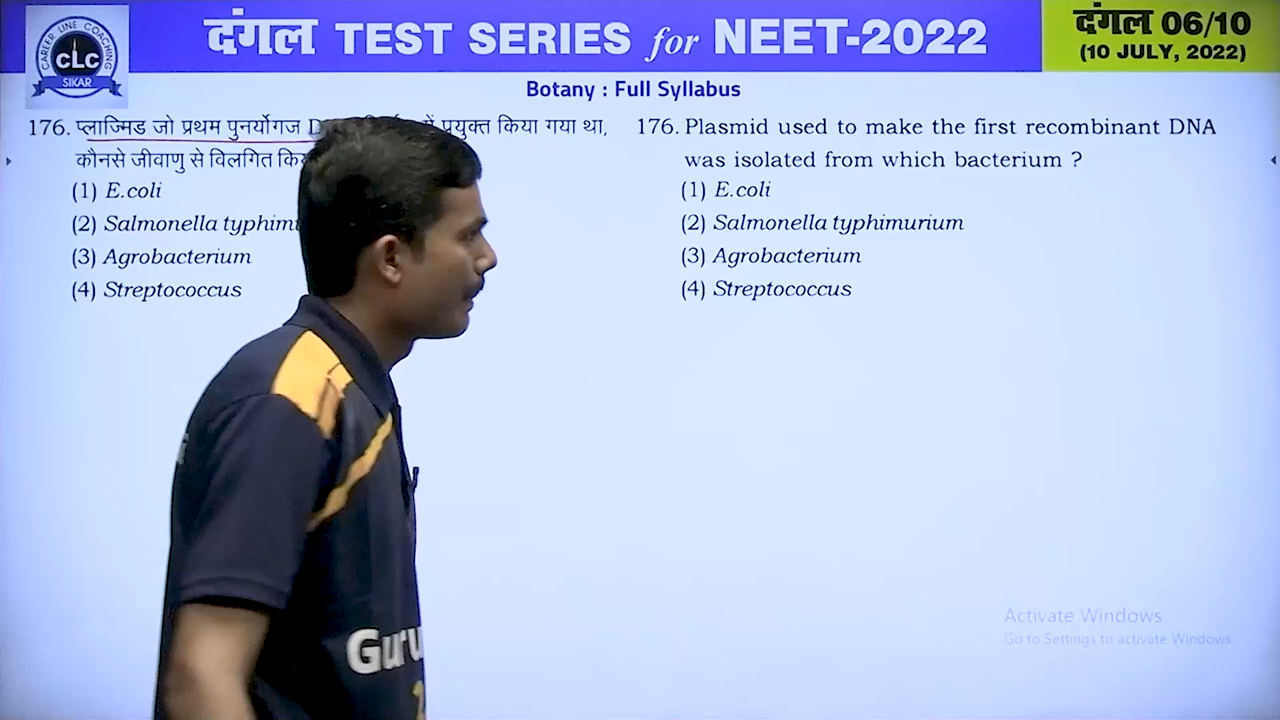 CAREER LINE COACHING
CLC
SIKAR
दंगल TEST SERIES for NEET-2022
दंगल 06/10
(10 JULY, 2022)
Botany : Full Syllabus
176. प्लाज्मिड जो प्रथम पुनर्योगज में प्रयुक्त किया गया था,
कौनसे जीवाणु से विलगित
(1) E.coli
(2) Salmonella
(3) Agrobacterium
(4) Streptococcus
176. Plasmid used to make the first recombinant DNA
was isolated from which bacterium ?
(1) E.coli
(2) Salmonella typhimurium
(3) Agrobacterium
(4) Streptococcus
Activate Windows
Go to Settings to activate Windows.